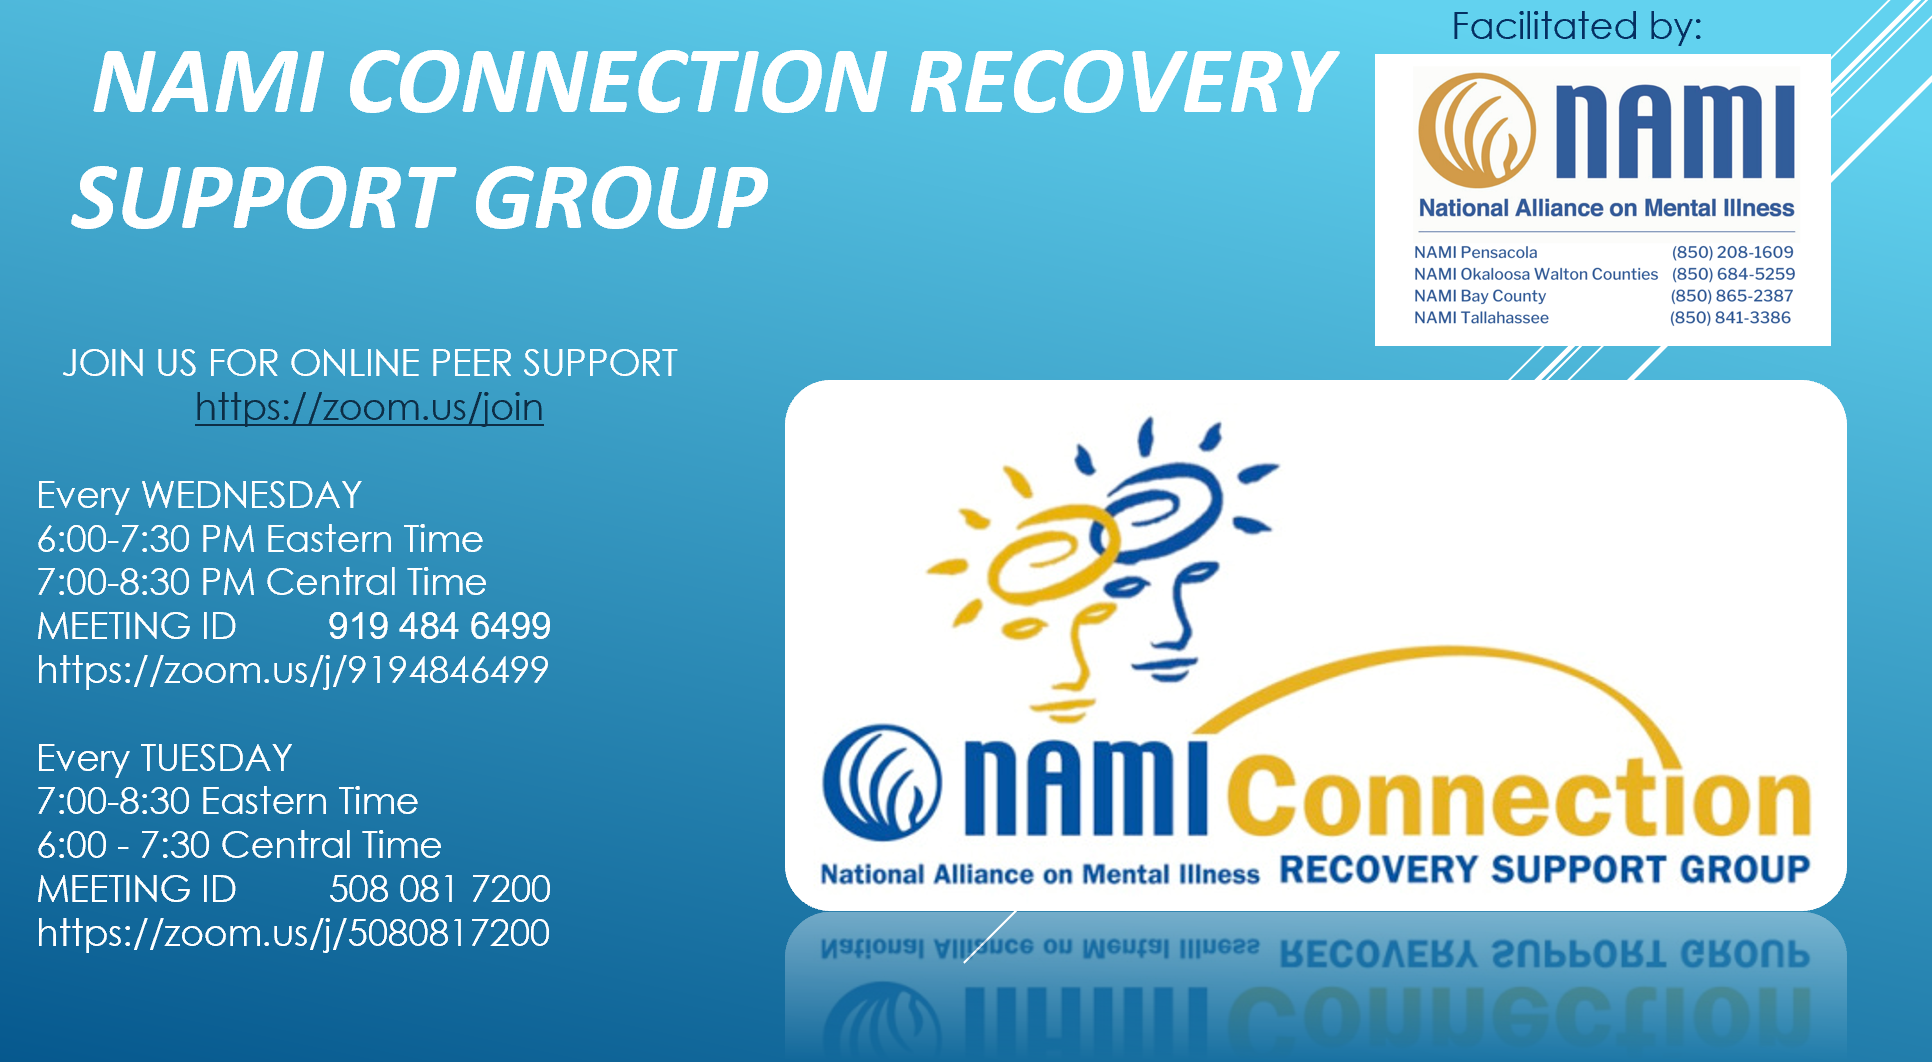 NAMI CONNECTION RECOVERY
SUPPORT GROUP
Facilitated by:
NAMI
National Alliance on Mental Illness
NAMI Pensacola (850) 208-1609
NAMI Okaloosa Walton Counties (850) 684-5259
NAMI Bay County (850) 865-2387
NAMI Tallahassee (850) 841-3386
JOIN US FOR ONLINE PEER SUPPORT
https://zoom.us/join
Every WEDNESDAY
6:00-7:30 PM Eastern Time
7:00-8:30 PM Central Time
MEETING ID 919 484 6499
https://zoom.us/j/9194846499
Every TUESDAY
7:00-8:30 Eastern Time
6:00 - 7:30 Central Time
MEETING ID 508 081 7200
https://zoom.us/j/5080817200
NAMI Connection
National Alliance on Mental Illness RECOVERY SUPPORT GROUP